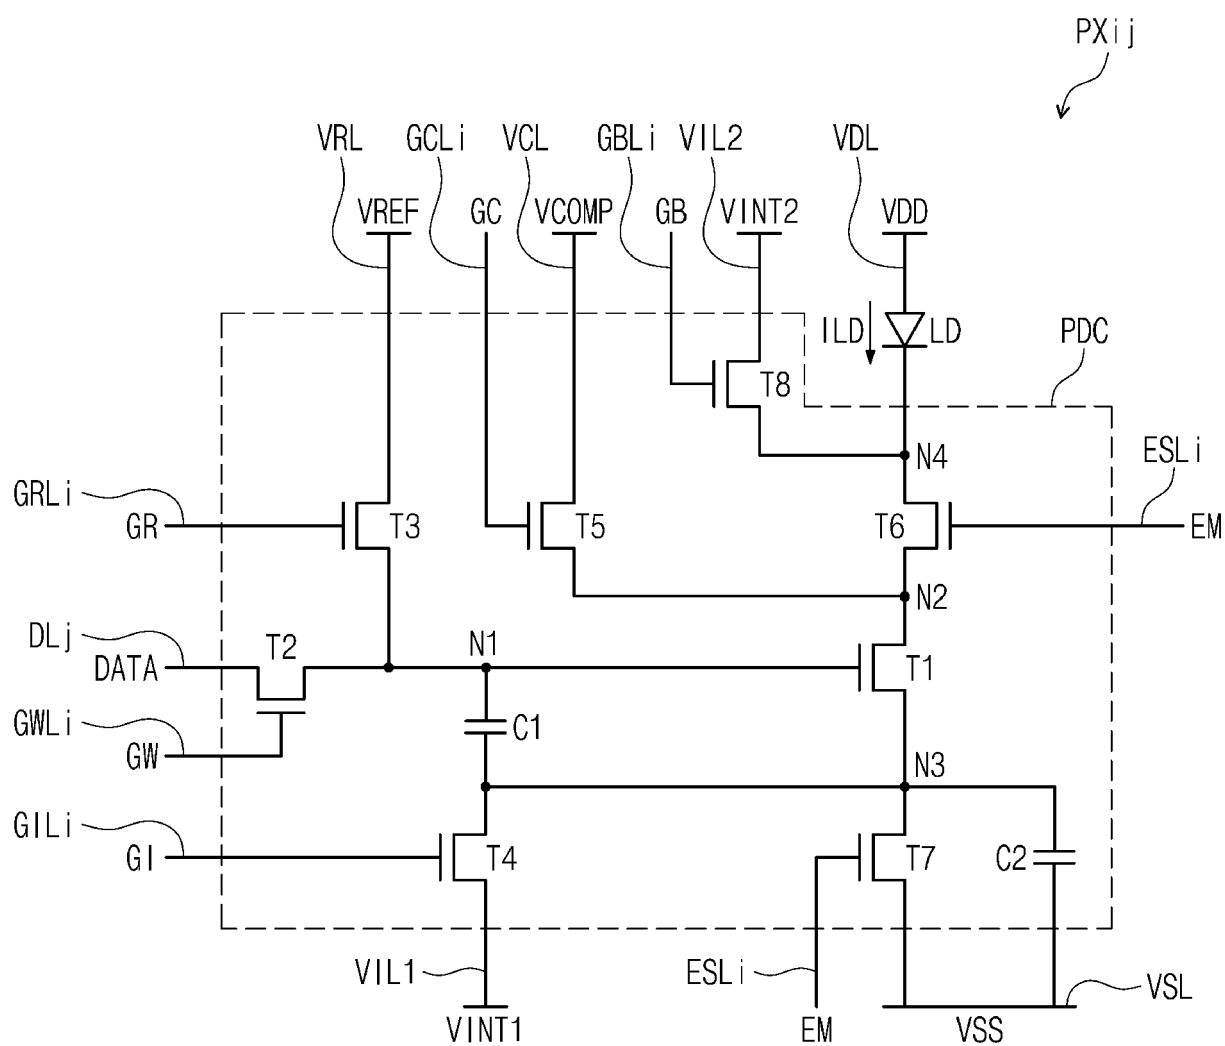 PXij
VRL GCLi VCL GBLi VIL2 VDL
VREF GC VCOMP GB VINT2 VDD
ILD LD PDC
T8
N4 ESLi
GRLi
GR T3 T5 T6 EM
N2
DLj
T2 N1
DATA T1
GWLi C1
GW N3
GILi
GI T4 T7 C2
VIL1 ESLi VSL
VINT1 EM VSS